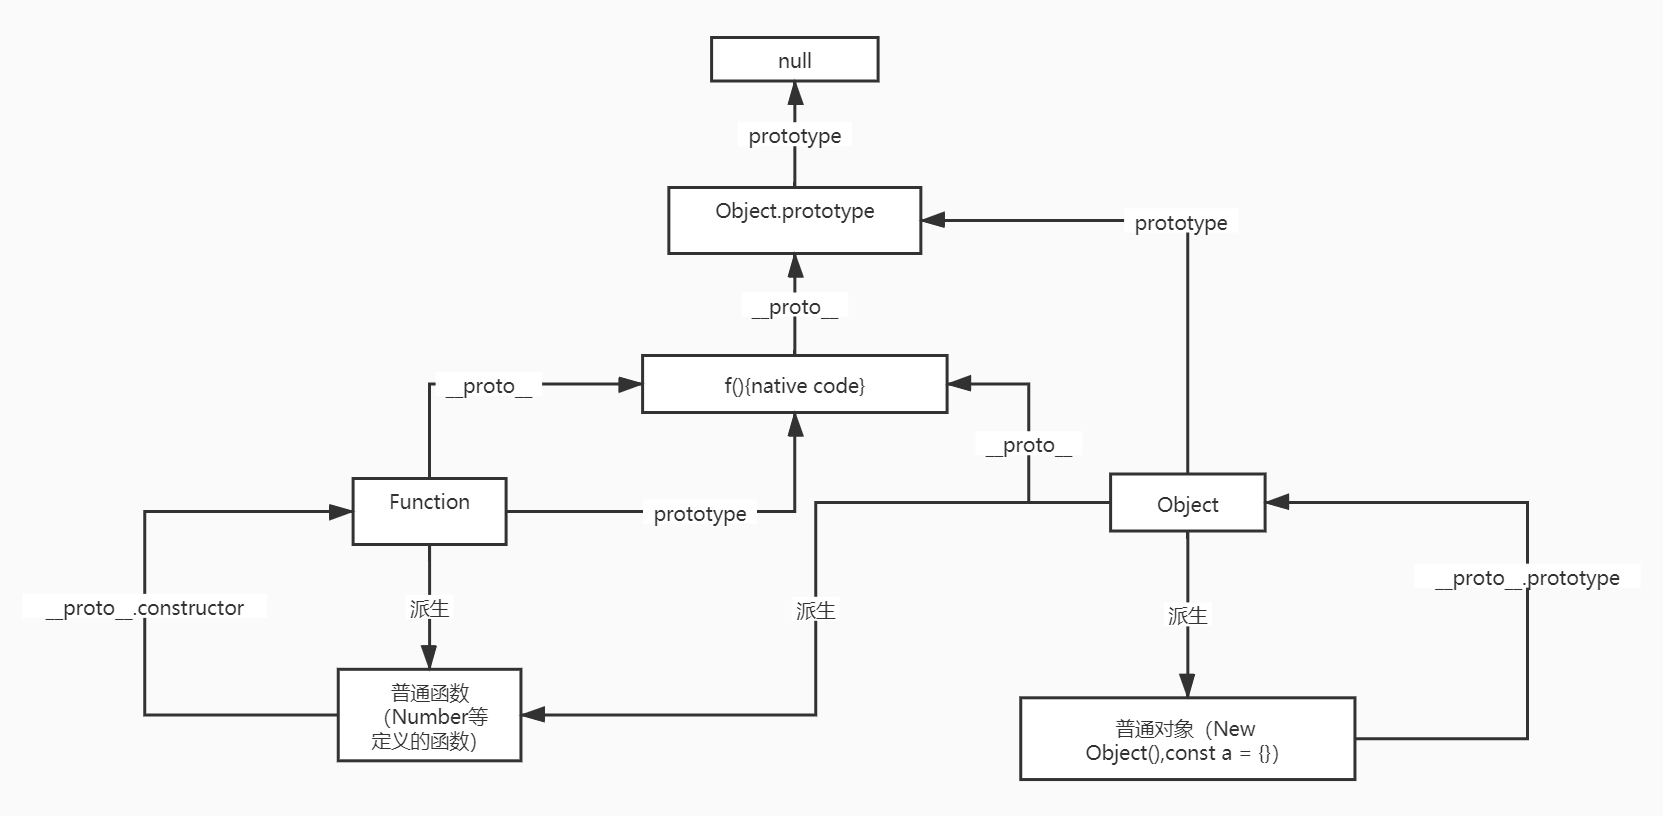 null
prototype
Object.prototype
prototype
__proto__
__proto__
f(){native code}
__proto__
Function
prototype
Object
__proto__.prototype
__proto__.constructor
派生
派生
派生
普通函数
（Number等
定义的函数）
普通对象（New
Object(),const a = {}）